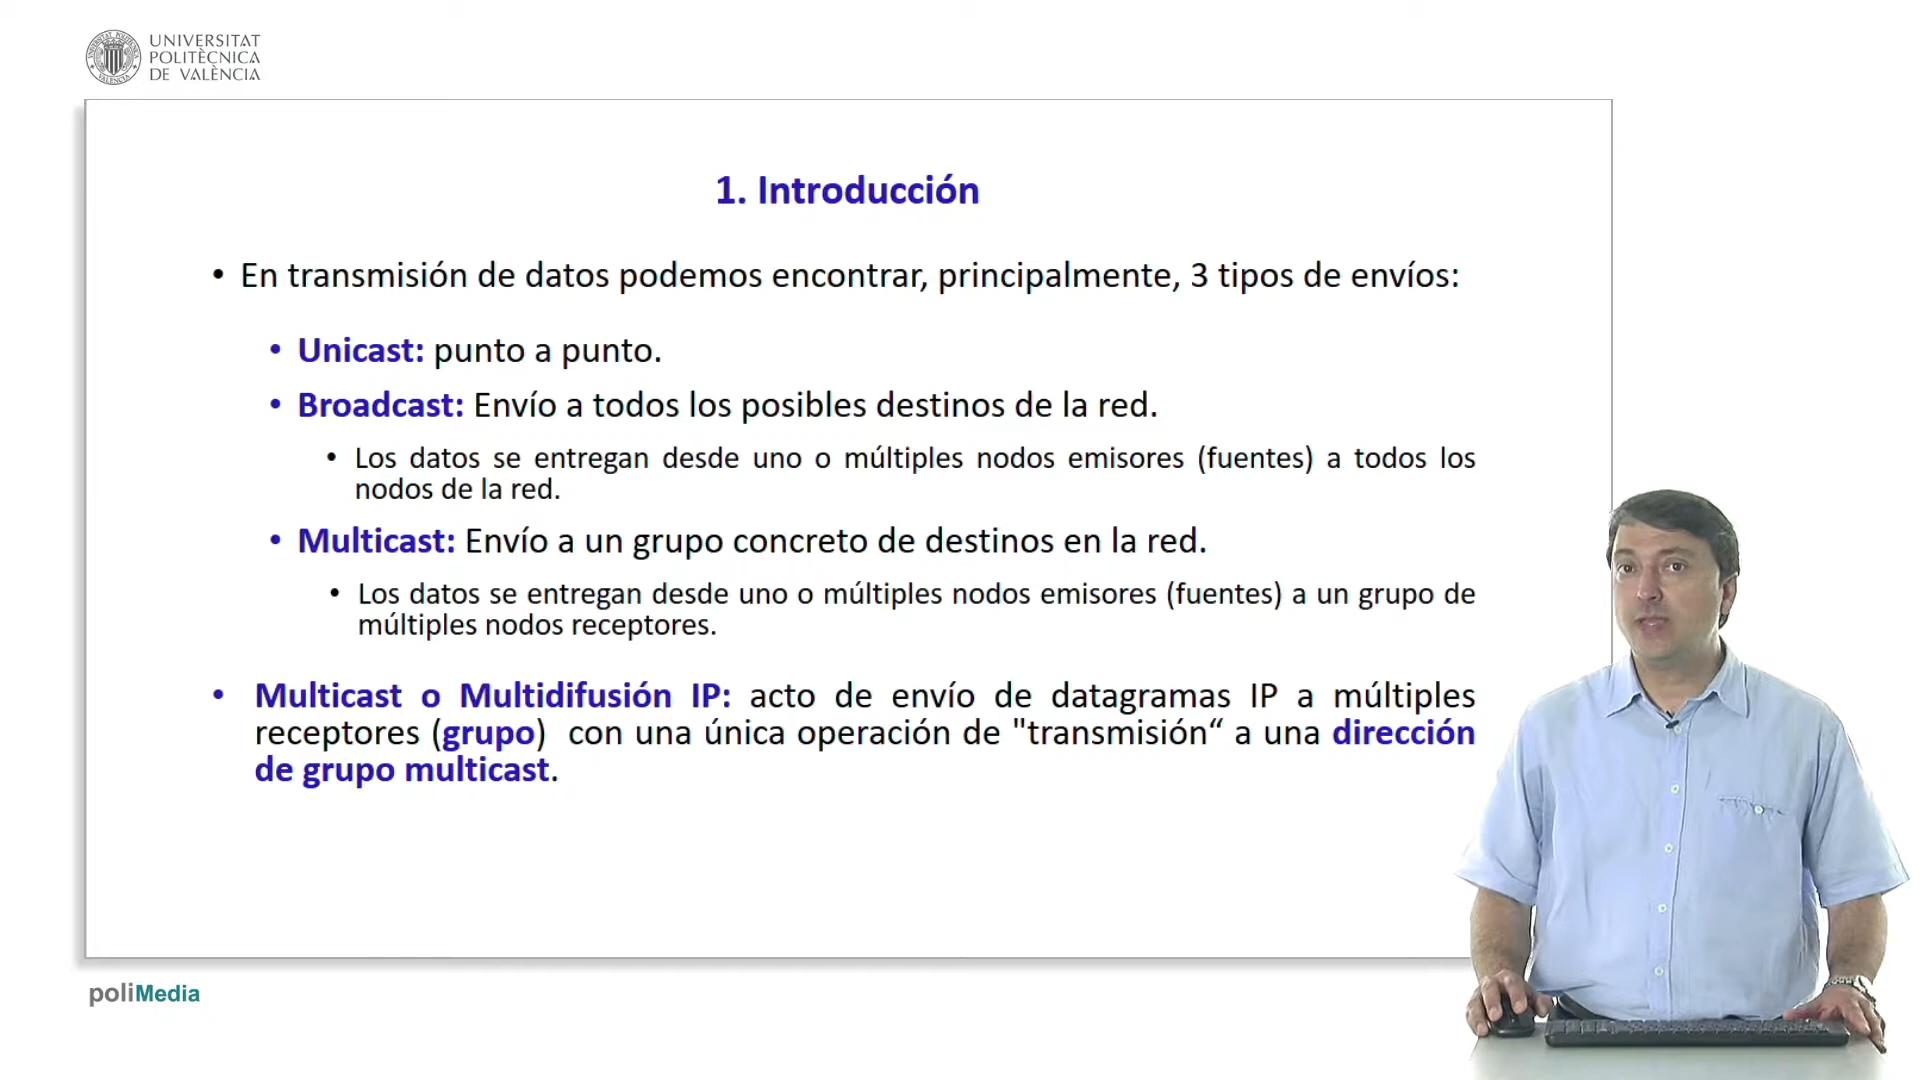 UNIVERSITAT
POLITÈCNICA
DE VALÈNCIA
1. Introducción
• En transmisión de datos podemos encontrar, principalmente, 3 tipos de envíos:
• Unicast: punto a punto.
• Broadcast: Envío a todos los posibles destinos de la red.
• Los datos se entregan desde uno o múltiples nodos emisores (fuentes) a todos los
nodos de la red.
• Multicast: Envío a un grupo concreto de destinos en la red.
• Los datos se entregan desde uno o múltiples nodos emisores (fuentes) a un grupo de
múltiples nodos receptores.
• Multicast o Multidifusión IP: acto de envío de datagramas IP a múltiples
receptores (grupo) con una única operación de "transmisión“ a una dirección
de grupo multicast.
poliMedia